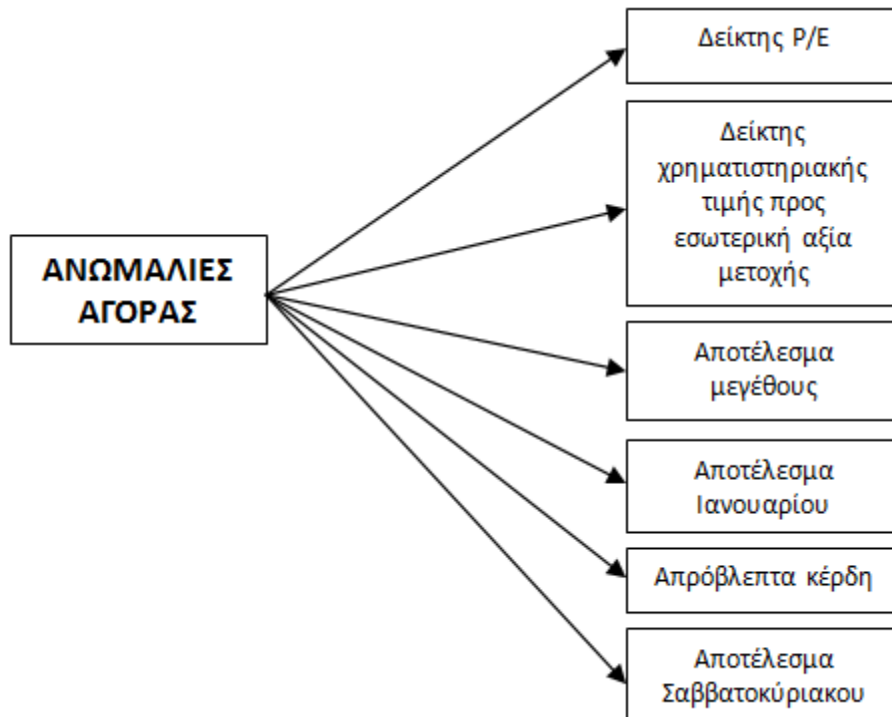 ΑΝΩΜΑΛΙΕΣ
ΑΓΟΡΑΣ
Δείκτης P/E
Δείκτης
χρηματιστηριακής
τιμής προς
εσωτερική αξία
μετοχής
Αποτέλεσμα
μεγέθους
Αποτέλεσμα
Ιανουαρίου
Απρόβλεπτα κέρδη
Αποτέλεσμα
Σαββατοκύριακου